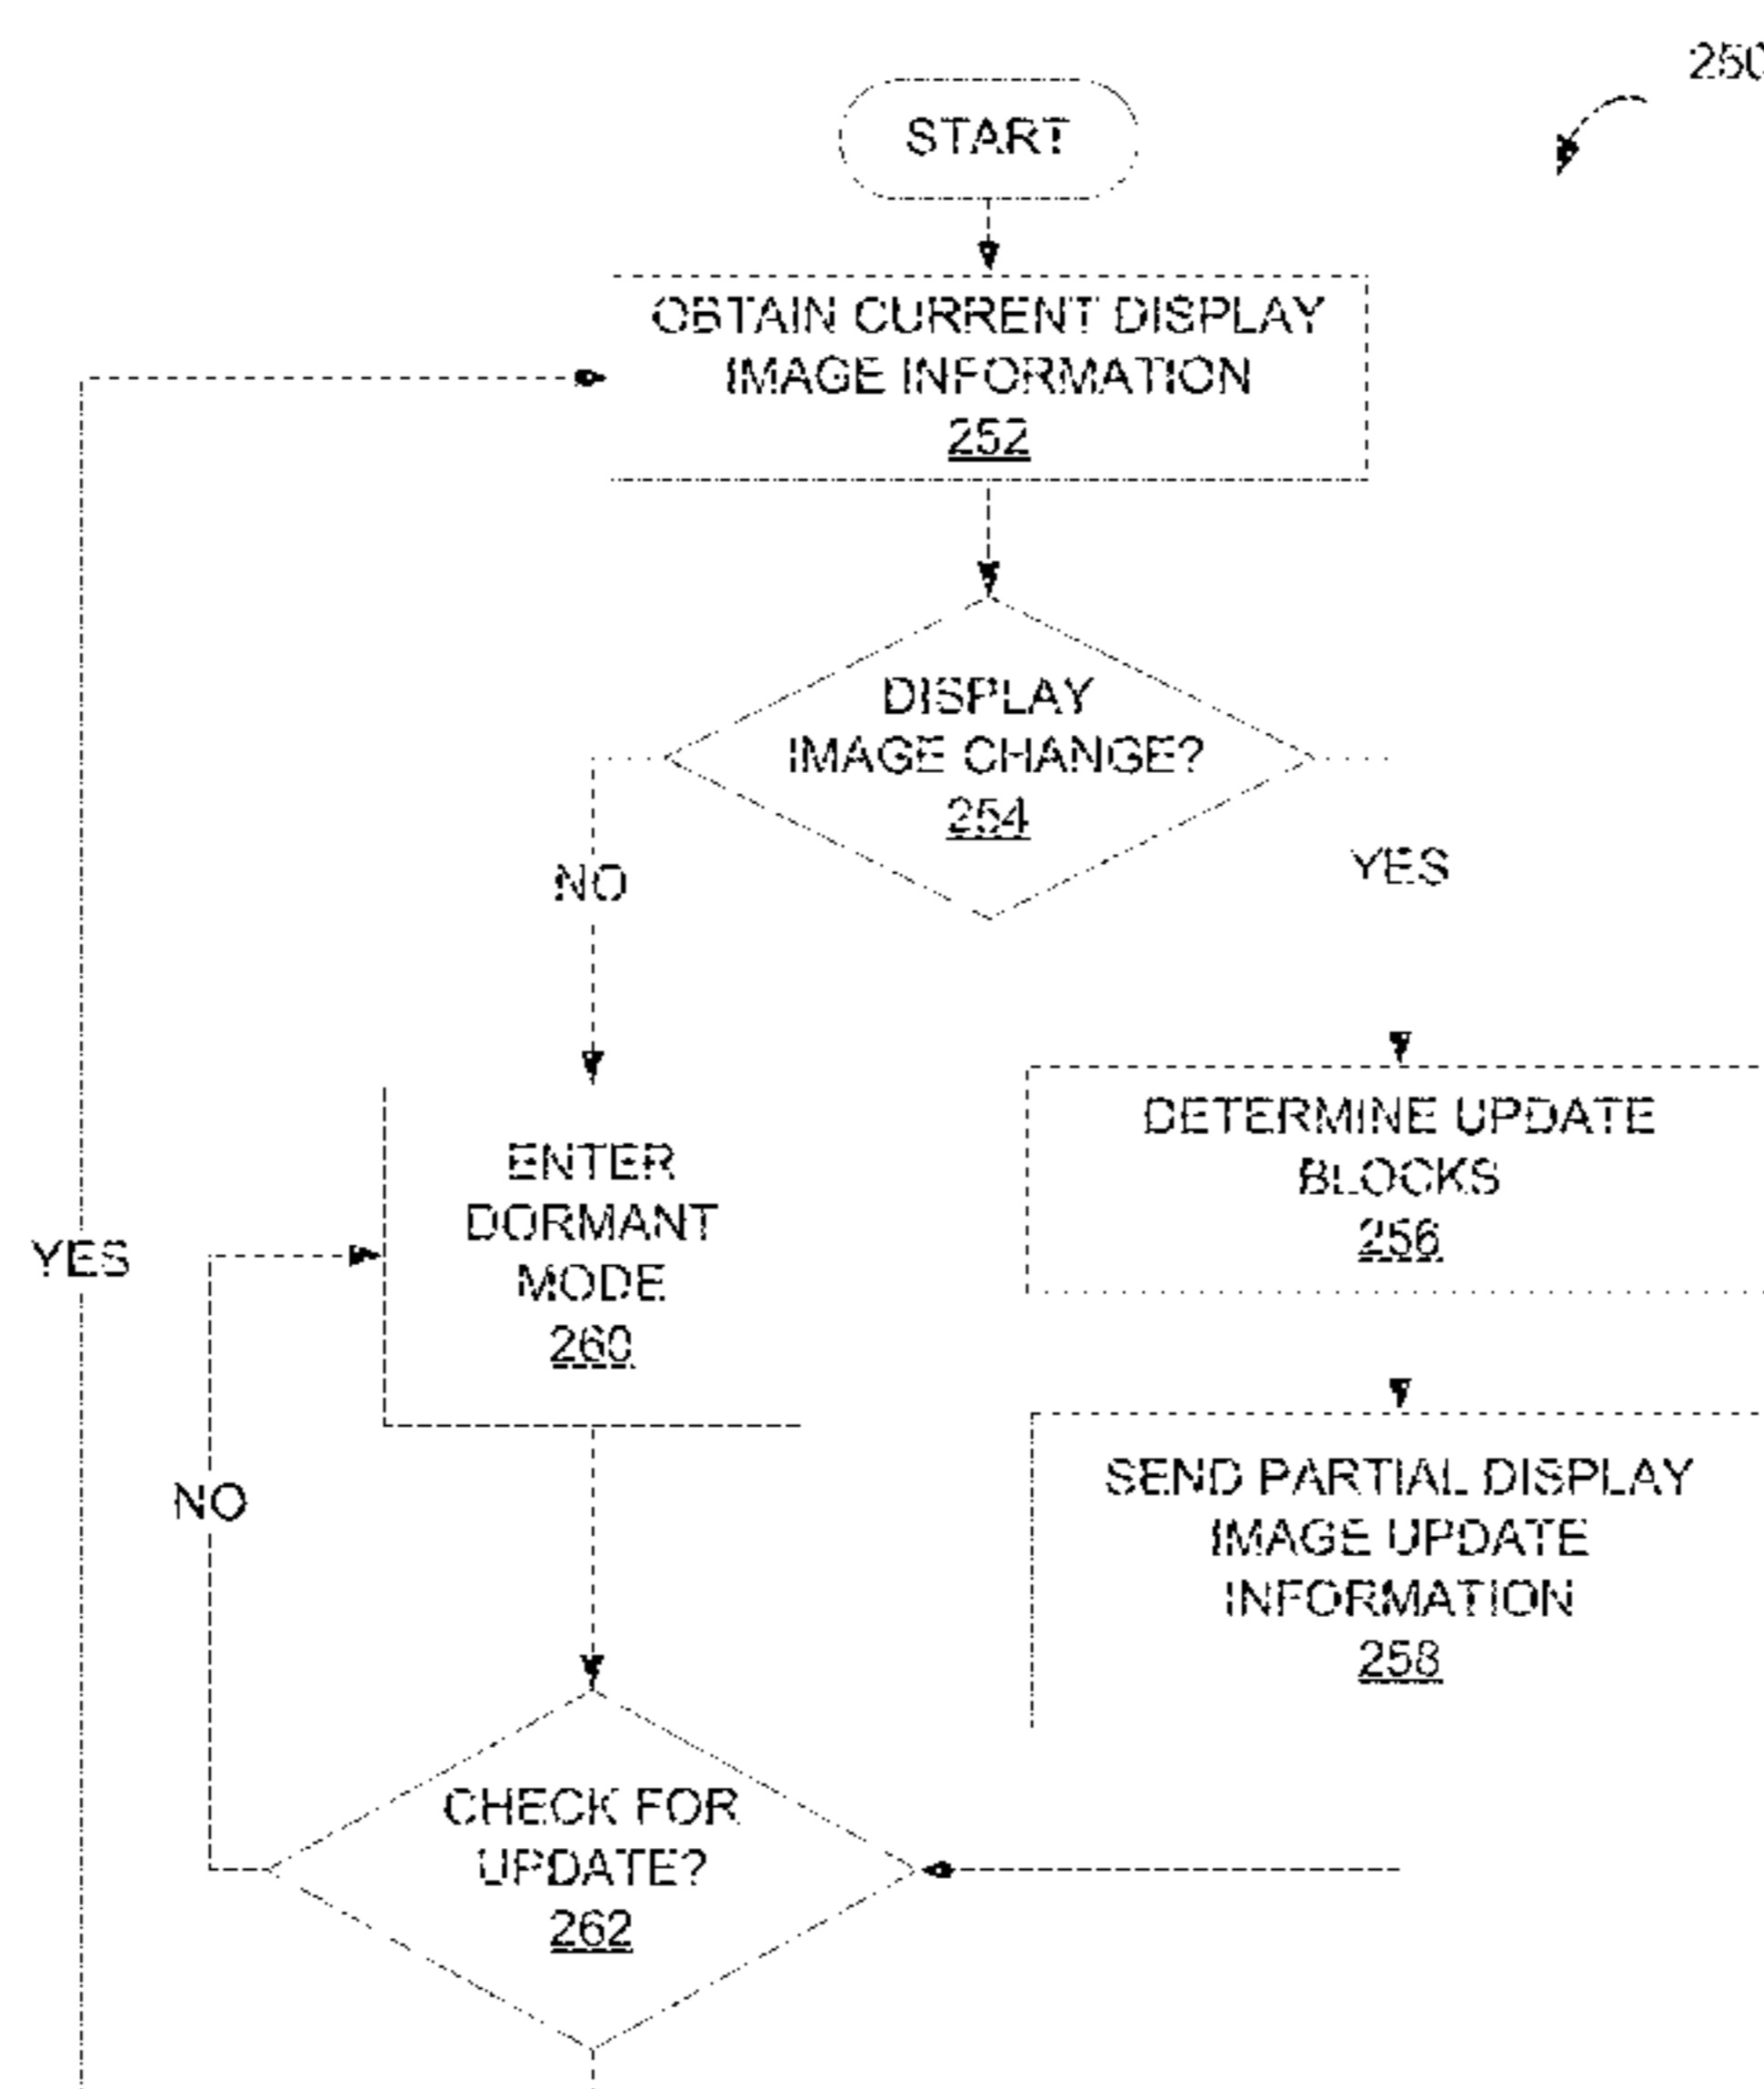 250
START
OBTAIN CURRENT DISPLAY
IMAGE INFORMATION
252
DISPLAY
IMAGE CHANGE?
254
NO
YES
ENTER
DORMANT
MODE
260
DETERMINE UPDATE
BLOCKS
256
YES
NO
SEND PARTIAL DISPLAY
IMAGE UPDATE
INFORMATION
258
CHECK FOR
UPDATE?
262